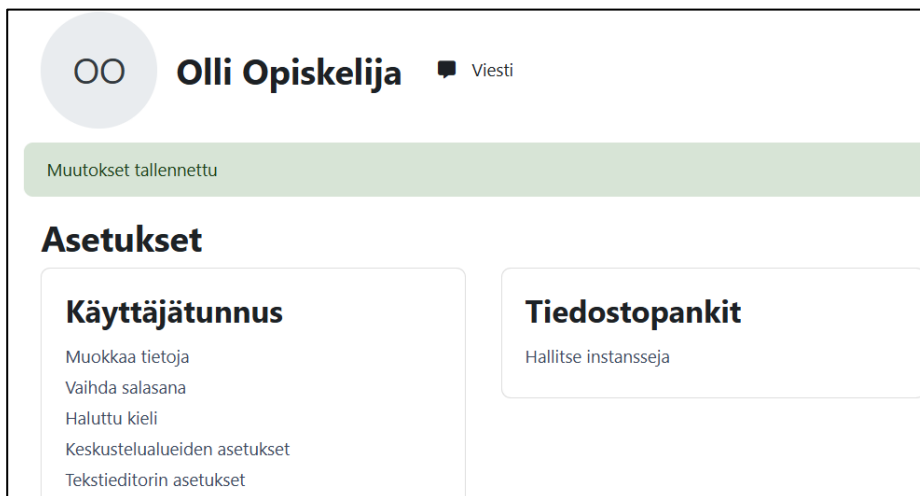 OO
Olli Opiskelija
Viesti
Muutokset tallennettu
Asetukset
Käyttäjätunnus
Muokkaa tietoja
Vaihda salasana
Haluttu kieli
Keskustelualueiden asetukset
Tekstieditorin asetukset
Tiedostopankit
Hallitse instansseja